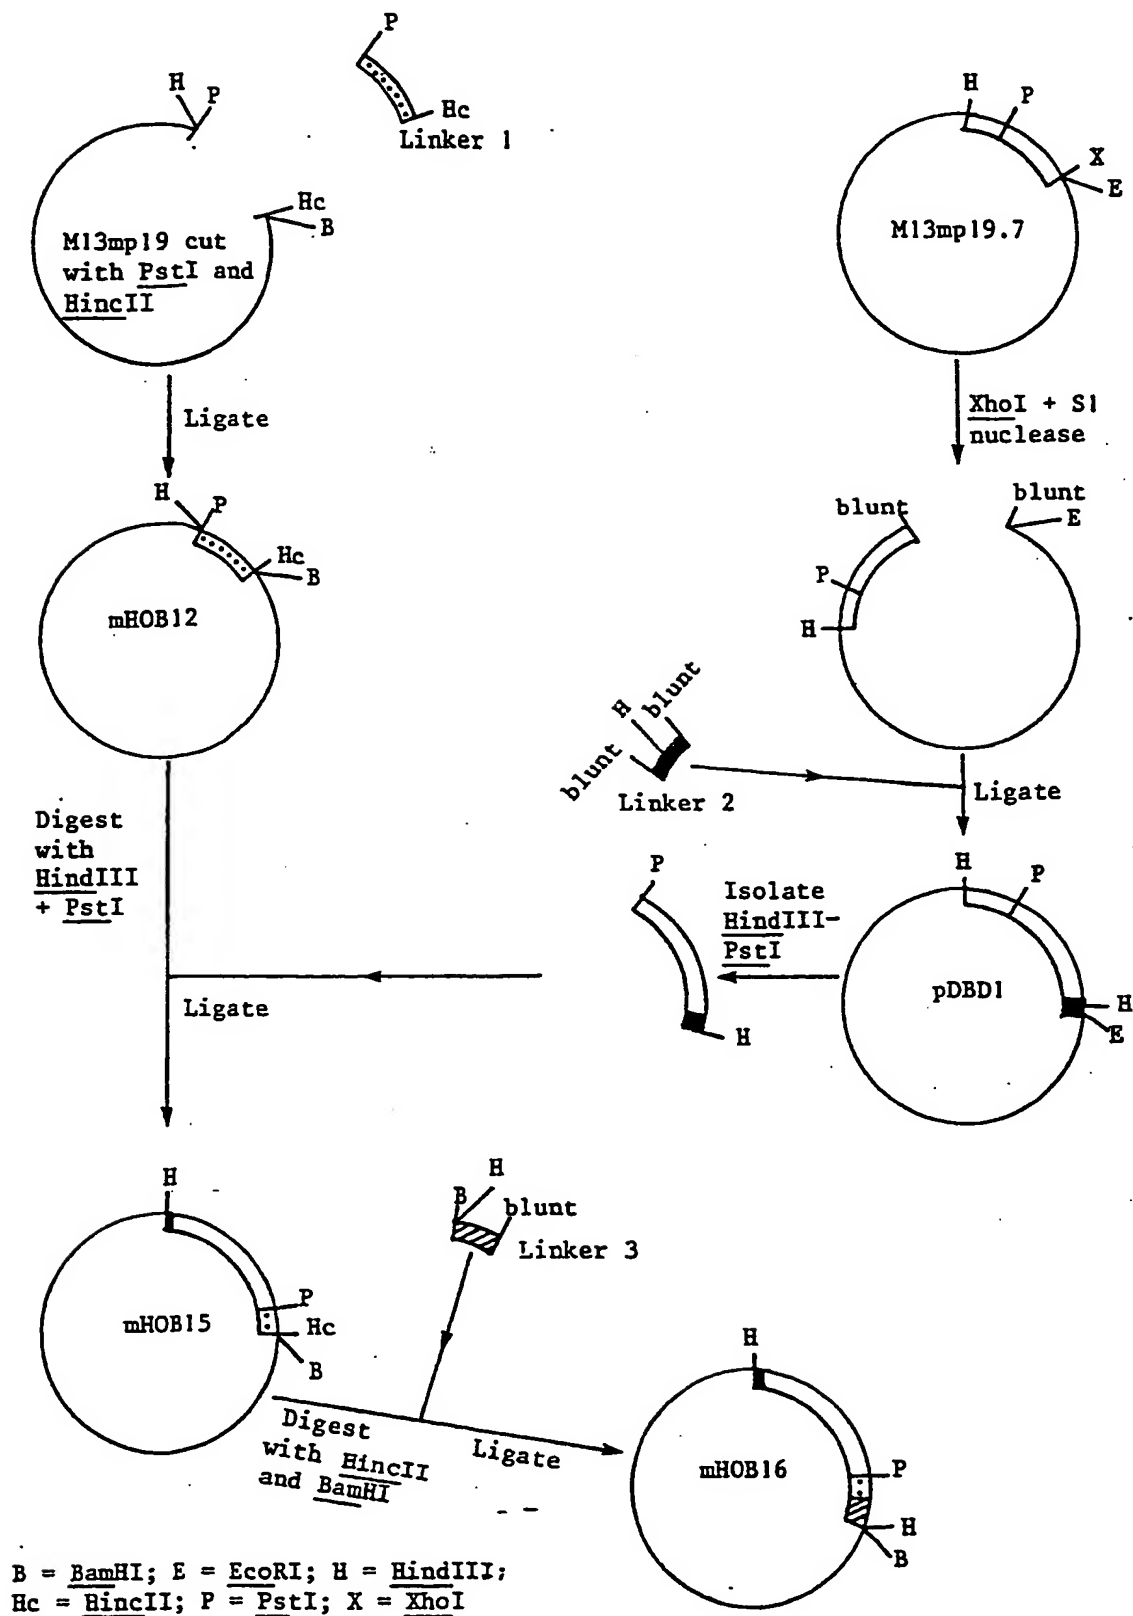 P
H
P
Hc
Linker 1
Hc
B
M13mp19 cut
with PstI and
HincII
H
P
X
E
M13mp19.7
Ligate
XhoI + S1
nuclease
H
P
Hc
B
mHOB12
blunt
blunt
E
P
H
H
blunt
blunt
Linker 2
Ligate
Digest
with
HindIII
+ PstI
P
Isolate
HindIII-
PstI
H
P
pDBD1
H
E
H
Ligate
H
P
Hc
B
mHOB15
H
B
blunt
Linker 3
Digest
with HincII
and BamHI
Ligate
H
mHOB16
P
H
B
B = BamHI; E = EcoRI; H = HindIII;
Hc = HincII; P = PstI; X = XhoI